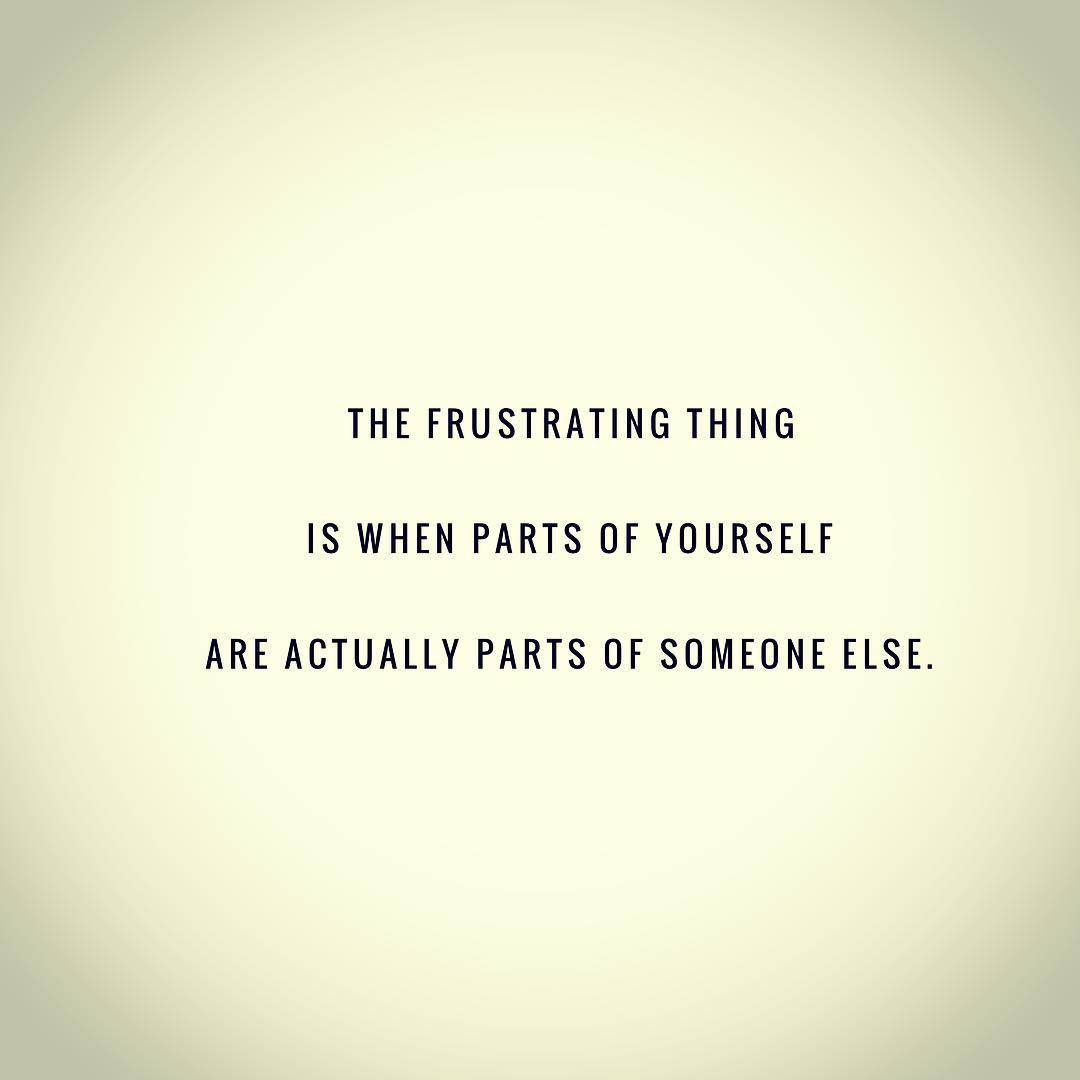 THE FRUSTRATING THING
IS WHEN PARTS OF YOURSELF
ARE ACTUALLY PARTS OF SOMEONE ELSE.